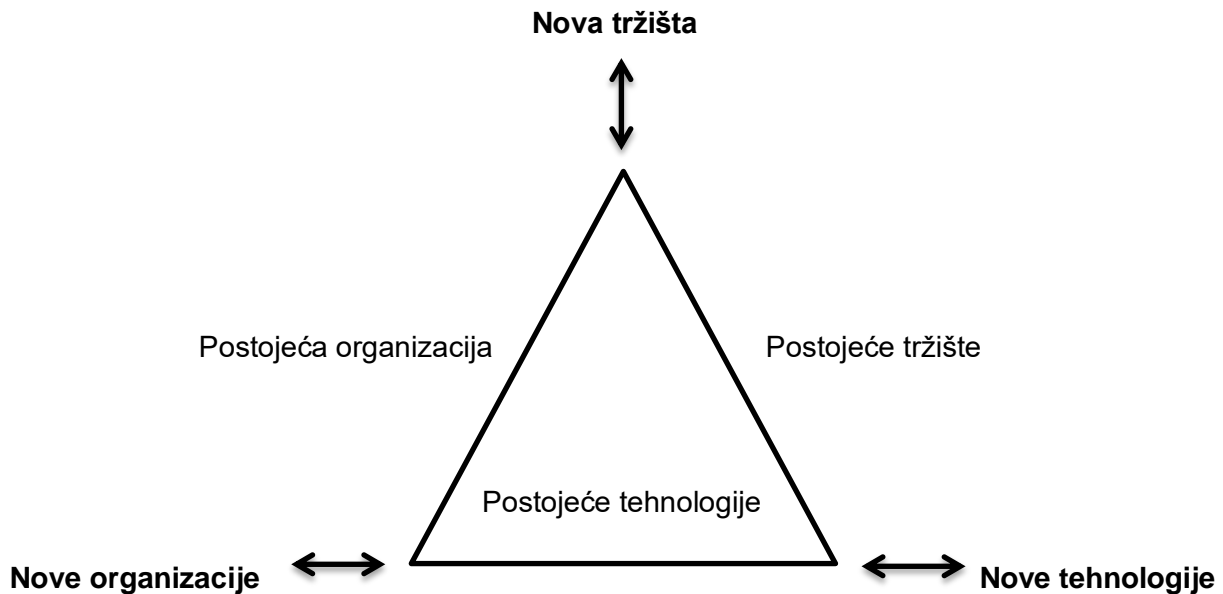 Nova tržišta
Postojeća organizacija
Postojeće tržište
Postojeće tehnologije
Nove organizacije
Nove tehnologije